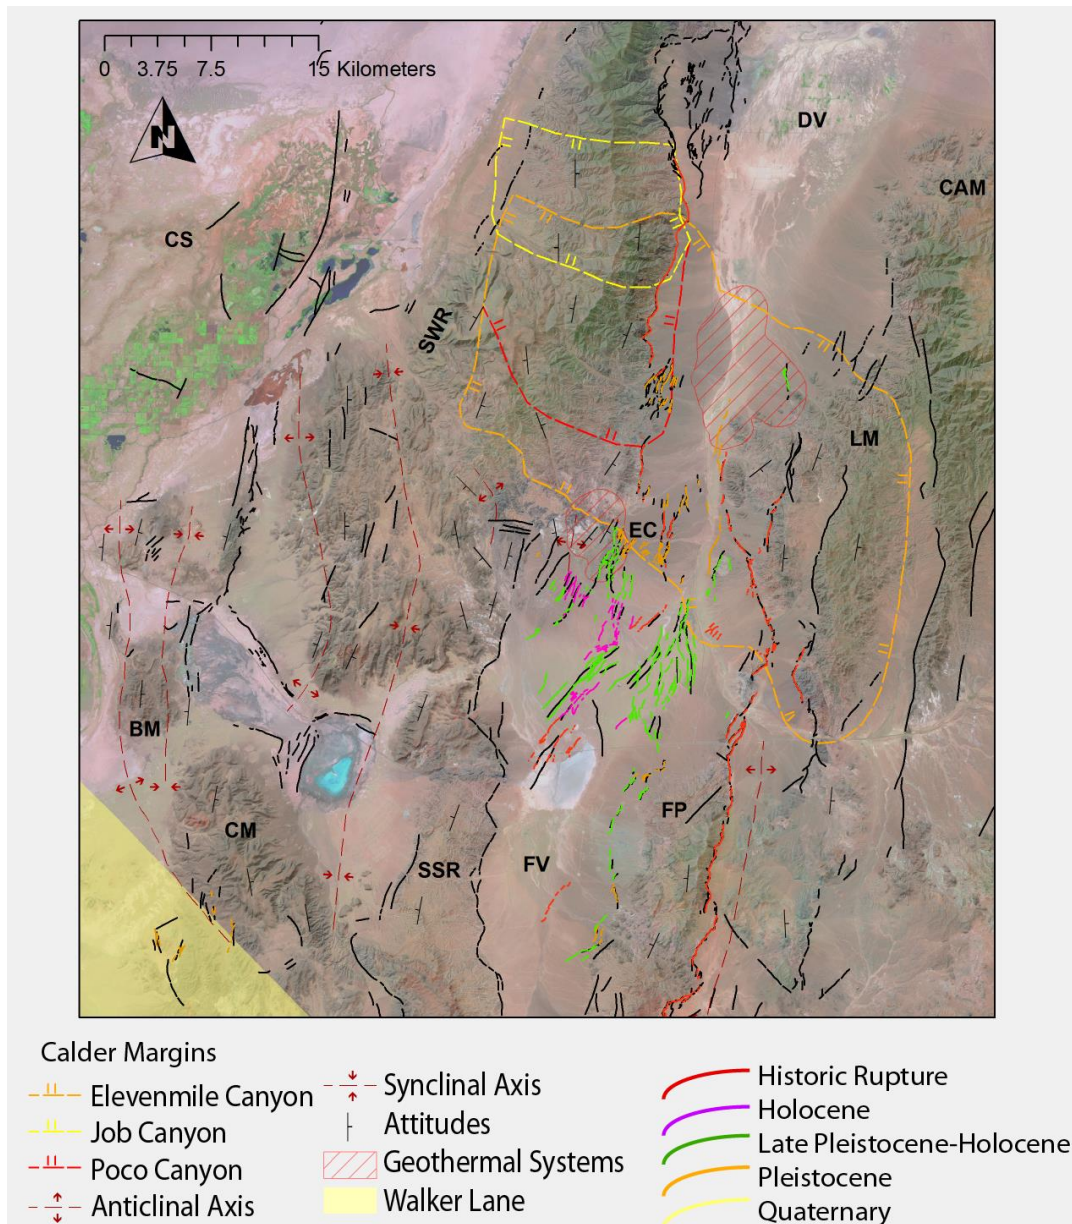 0 3.75 7.5 15 Kilometers
N
DV
CAM
CS
SWR
LM
EC
BM
FP
CM
SSR
FV
Calder Margins
Elevenmile Canyon
Job Canyon
Poco Canyon
Anticlinal Axis
Synclinal Axis
Attitudes
Geothermal Systems
Walker Lane
Historic Rupture
Holocene
Late Pleistocene-Holocene
Pleistocene
Quaternary